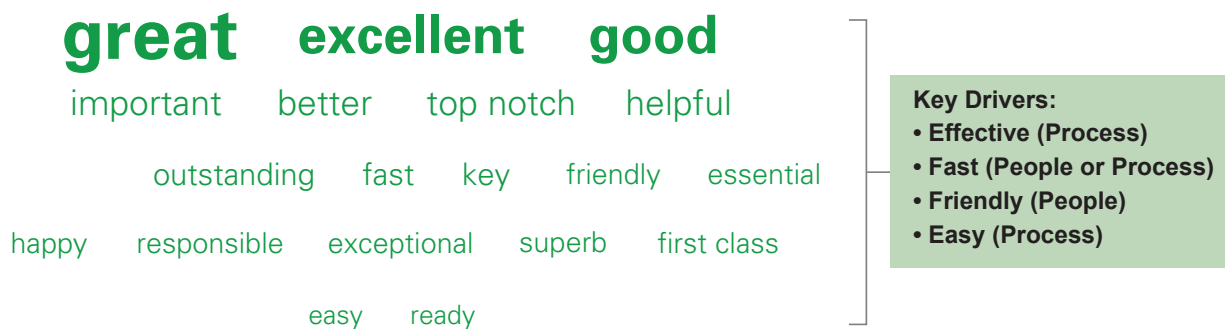 great excellent good
important better top notch helpful
outstanding fast key friendly essential
happy responsible exceptional superb first class
easy ready
Key Drivers:
• Effective (Process)
• Fast (People or Process)
• Friendly (People)
• Easy (Process)